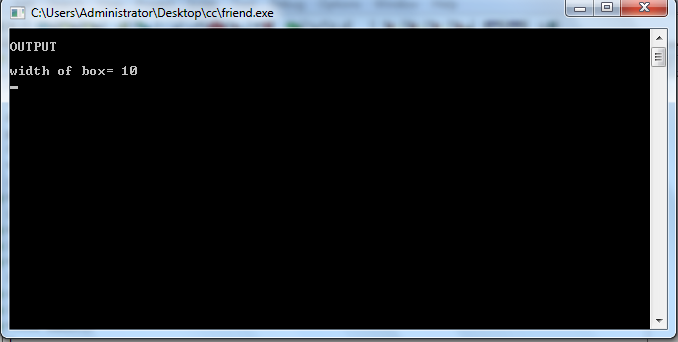 C:\Users\Administrator\Desktop\cc\friend.exe
OUTPUT
width of box= 10